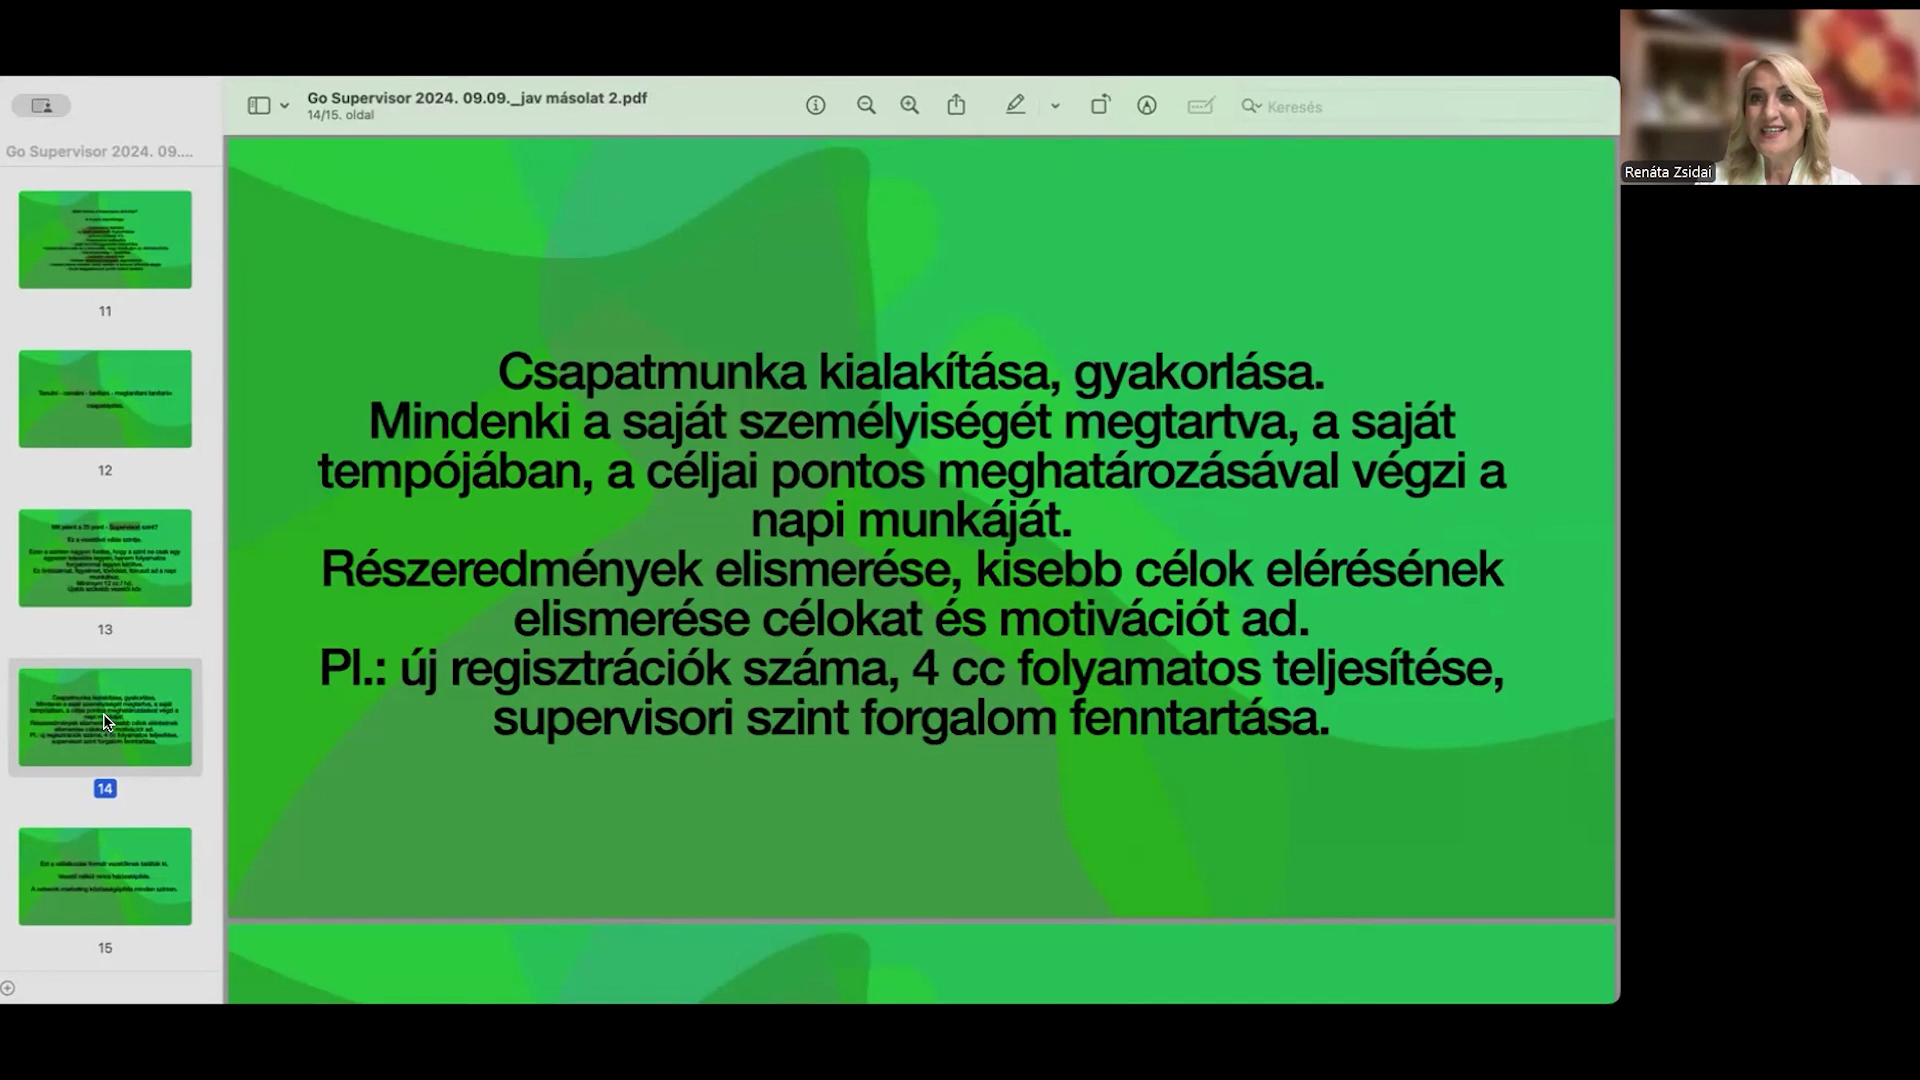 Go Supervisor 2024. 09.09._jav másolat 2.pdf
14/15. oldal
Keresés
Renáta Zsidai
Go Supervisor 2024. 09....
11
12
13
14
15
Csapatmunka kialakítása, gyakorlása.
Mindenki a saját személyiségét megtartva, a saját
tempójában, a céljai pontos meghatározásával végzi a
napi munkáját.
Részeredmények elismerése, kisebb célok elérésének
elismerése célokat és motivációt ad.
Pl.: új regisztrációk száma, 4 cc folyamatos teljesítése,
supervisori szint forgalom fenntartása.